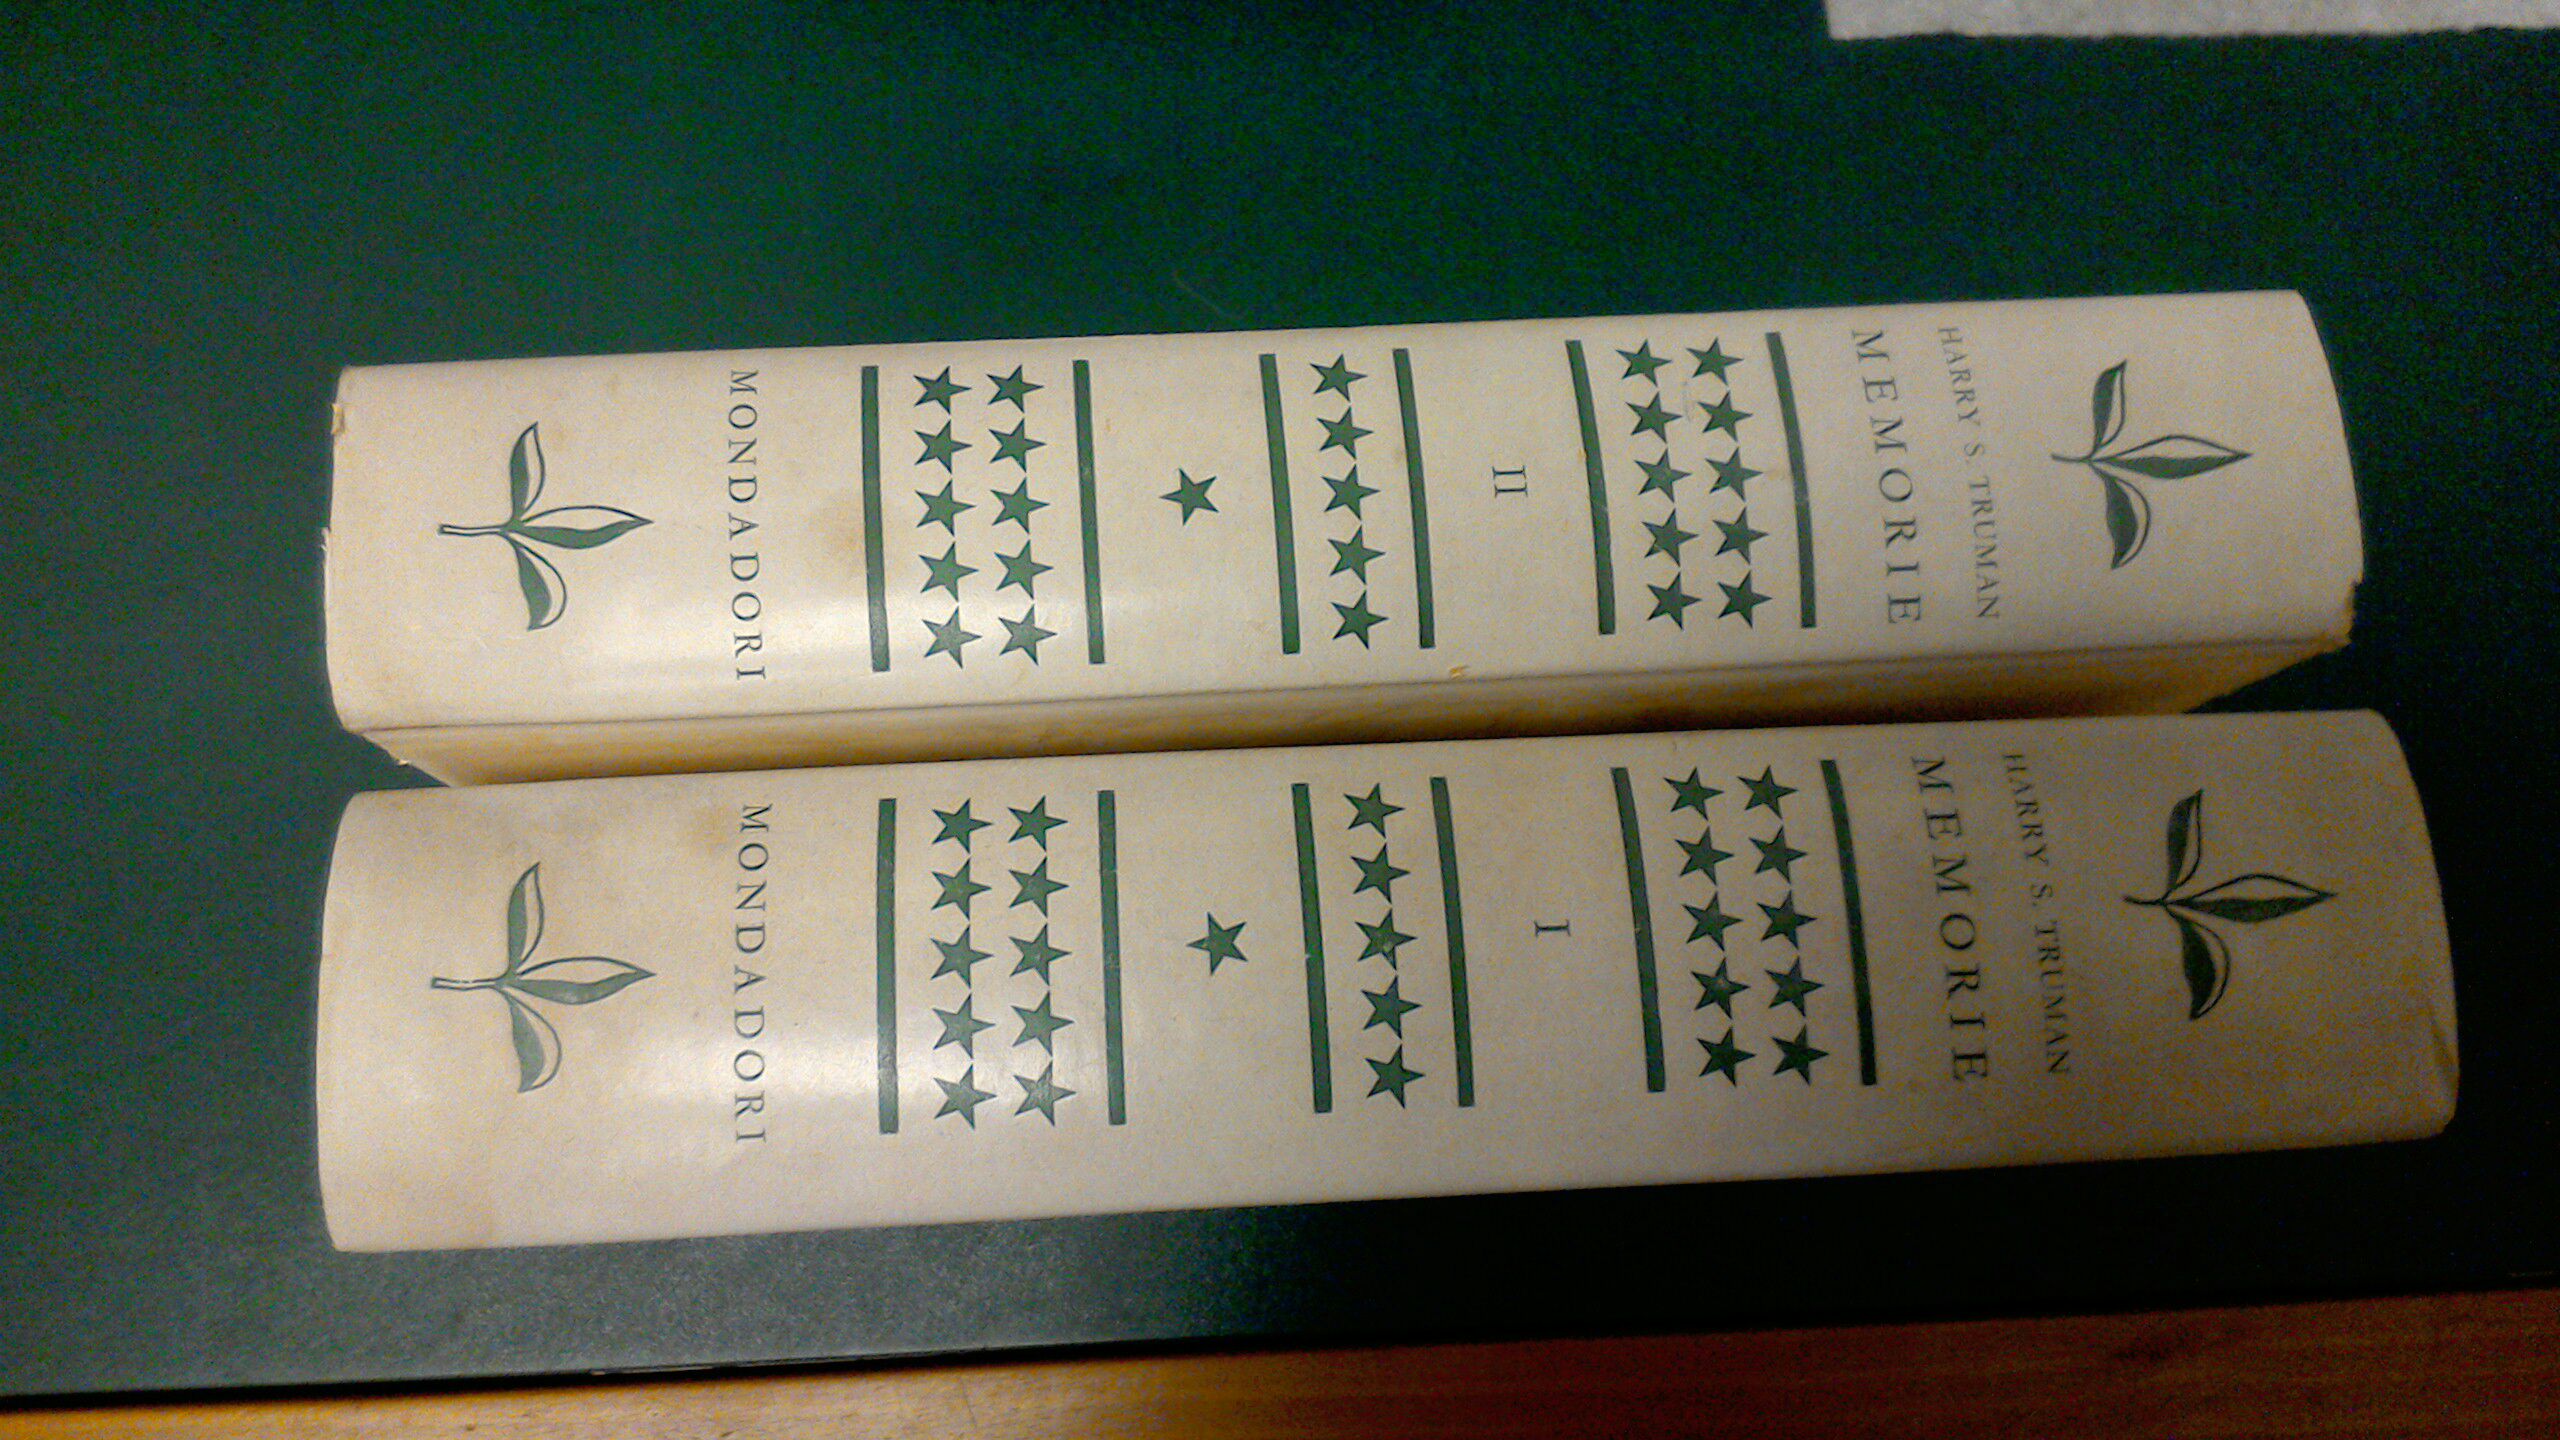 HARRY S. TRUMAN
MEMORIE
II
MONDADORI
HARRY S. TRUMAN
MEMORIE
I
MONDADORI